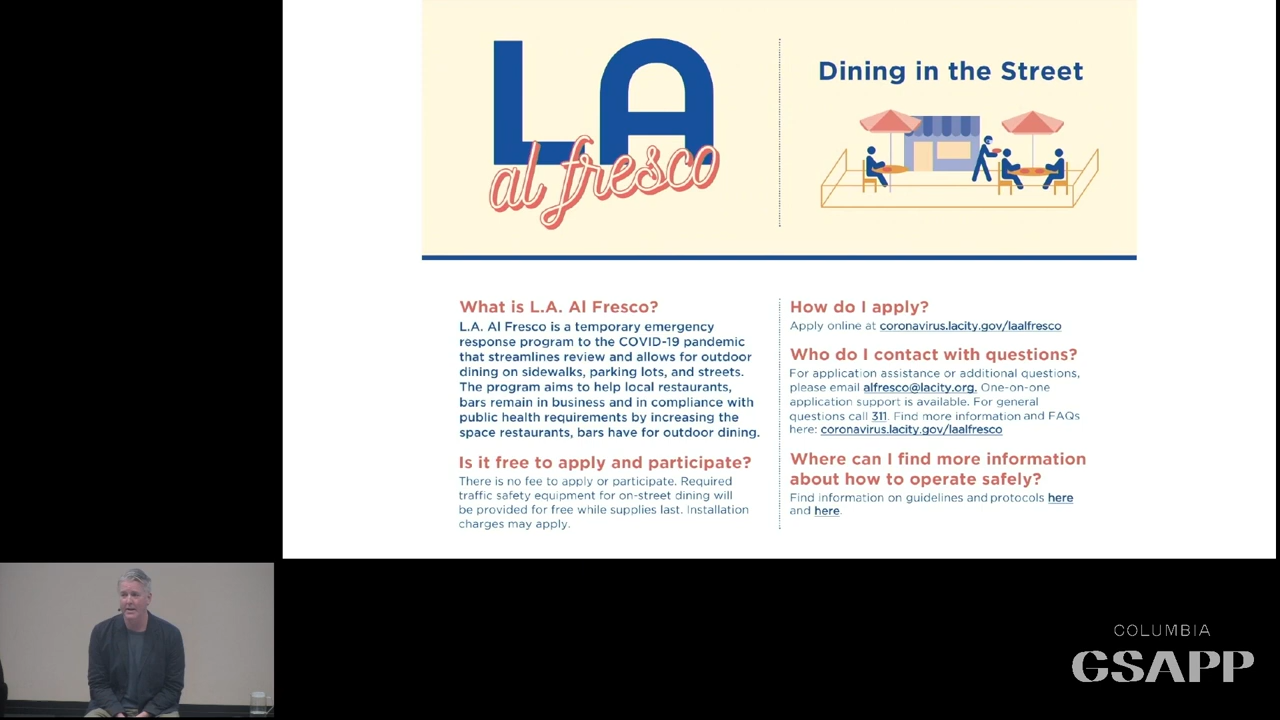 LA
al fresco
Dining in the Street
What is L.A. Al Fresco?
L.A. Al Fresco is a temporary emergency
response program to the COVID-19 pandemic
that streamlines review and allows for outdoor
dining on sidewalks, parking lots, and streets.
The program aims to help local restaurants,
bars remain in business and in compliance with
public health requirements by increasing the
space restaurants, bars have for outdoor dining.
Is it free to apply and participate?
There is no fee to apply or participate. Required
traffic safety equipment for on-street dining will
be provided for free while supplies last. Installation
charges may apply.
How do I apply?
Apply online at coronavirus.lacity.gov/laalfresco
Who do I contact with questions?
For application assistance or additional questions,
please email alfresco@lacity.org. One-on-one
application support is available. For general
questions call 311. Find more information and FAQs
here: coronavirus.lacity.gov/laalfresco
Where can I find more information
about how to operate safely?
Find information on guidelines and protocols here
and here.
COLUMBIA
GSAPP